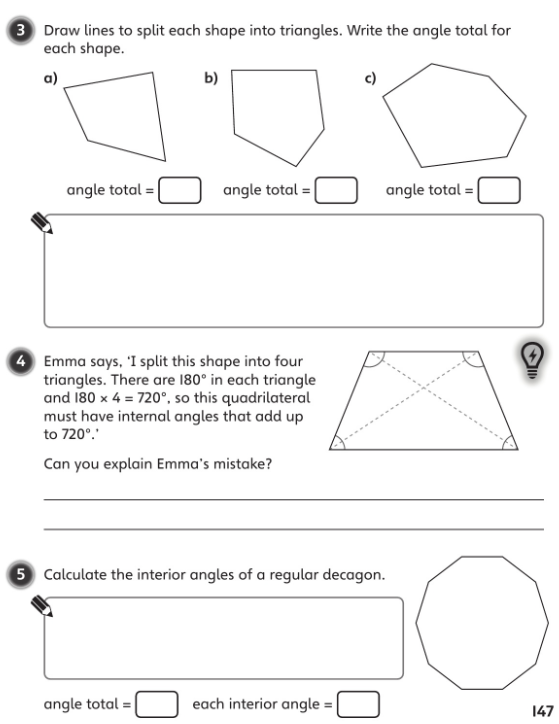 3 Draw lines to split each shape into triangles. Write the angle total for
each shape.
a) b) c)
angle total = angle total = angle total =
4 Emma says, ‘I split this shape into four
triangles. There are 180° in each triangle
and 180 × 4 = 720°, so this quadrilateral
must have internal angles that add up
to 720°.’
Can you explain Emma’s mistake?
5 Calculate the interior angles of a regular decagon.
angle total = each interior angle =
147